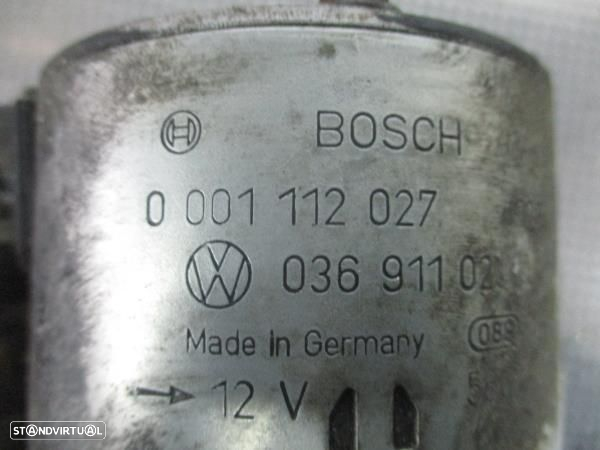 BOSCH
0 001 112 027
036 911 02
Made in Germany
12 V
STANDVIRTUAL